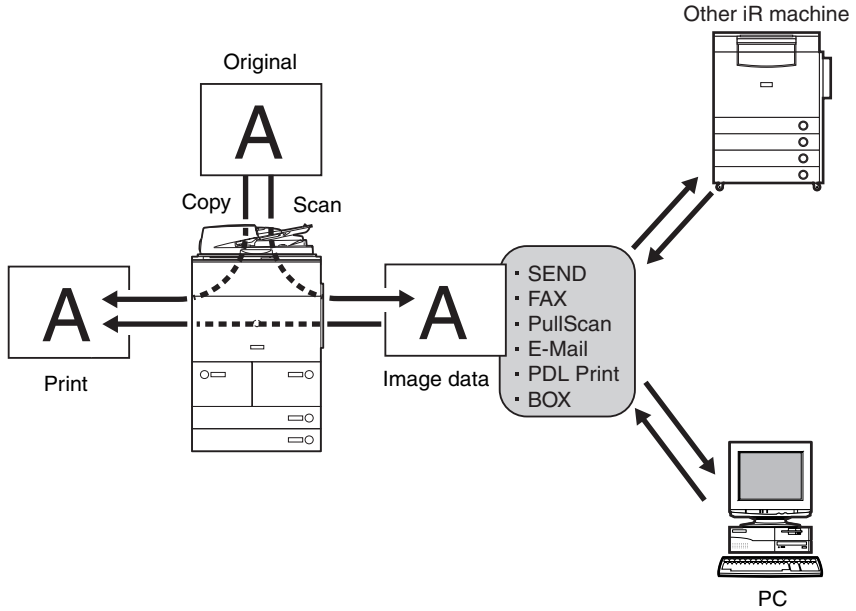 Other iR machine
Original
A
Copy
Scan
A
Print
A
Image data
· SEND
· FAX
· PullScan
· E-Mail
· PDL Print
· BOX
PC